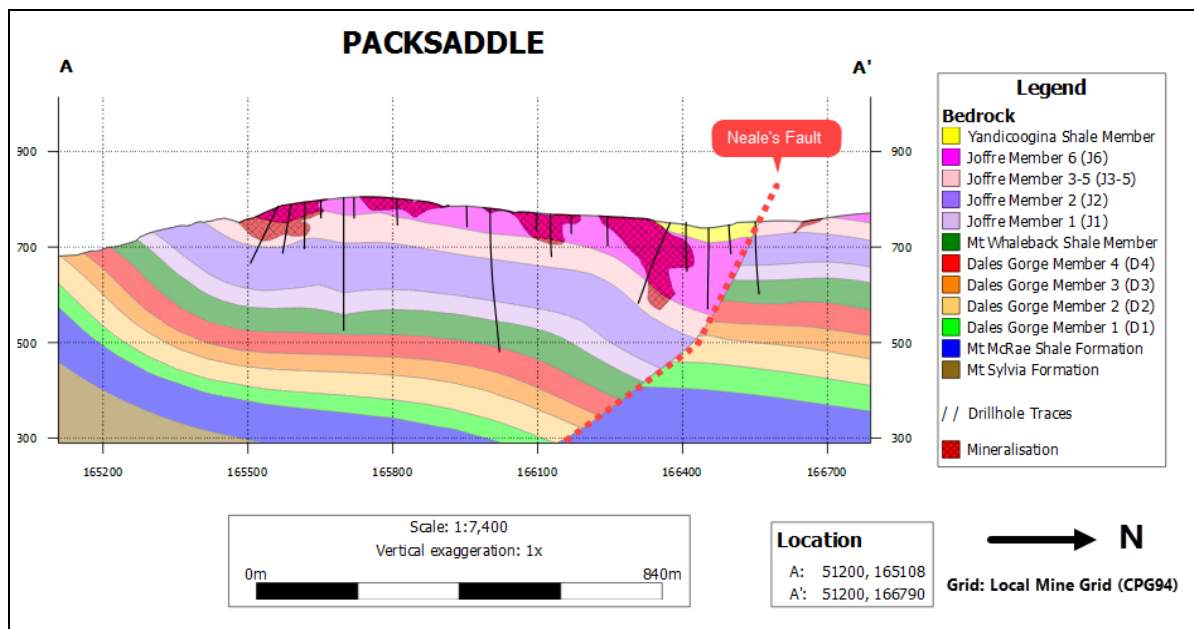 PACKSADDLE
A
A'
Neale's Fault
900
900
700
700
500
500
300
300
165200
165500
165800
166100
166400
166700
Legend
Bedrock
Yandicoogina Shale Member
Joffre Member 6 (J6)
Joffre Member 3-5 (J3-5)
Joffre Member 2 (J2)
Joffre Member 1 (J1)
Mt Whaleback Shale Member
Dales Gorge Member 4 (D4)
Dales Gorge Member 3 (D3)
Dales Gorge Member 2 (D2)
Dales Gorge Member 1 (D1)
Mt McRae Shale Formation
Mt Sylvia Formation
/ / Drillhole Traces
Mineralisation
Scale: 1:7,400
Vertical exaggeration: 1x
0m
840m
Location
A: 51200, 165108
A': 51200, 166790
N
Grid: Local Mine Grid (CPG94)